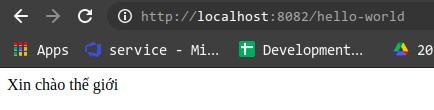 http://localhost:8082/hello-world
Apps service - Mi... Development... 20
Xin chào thế giới